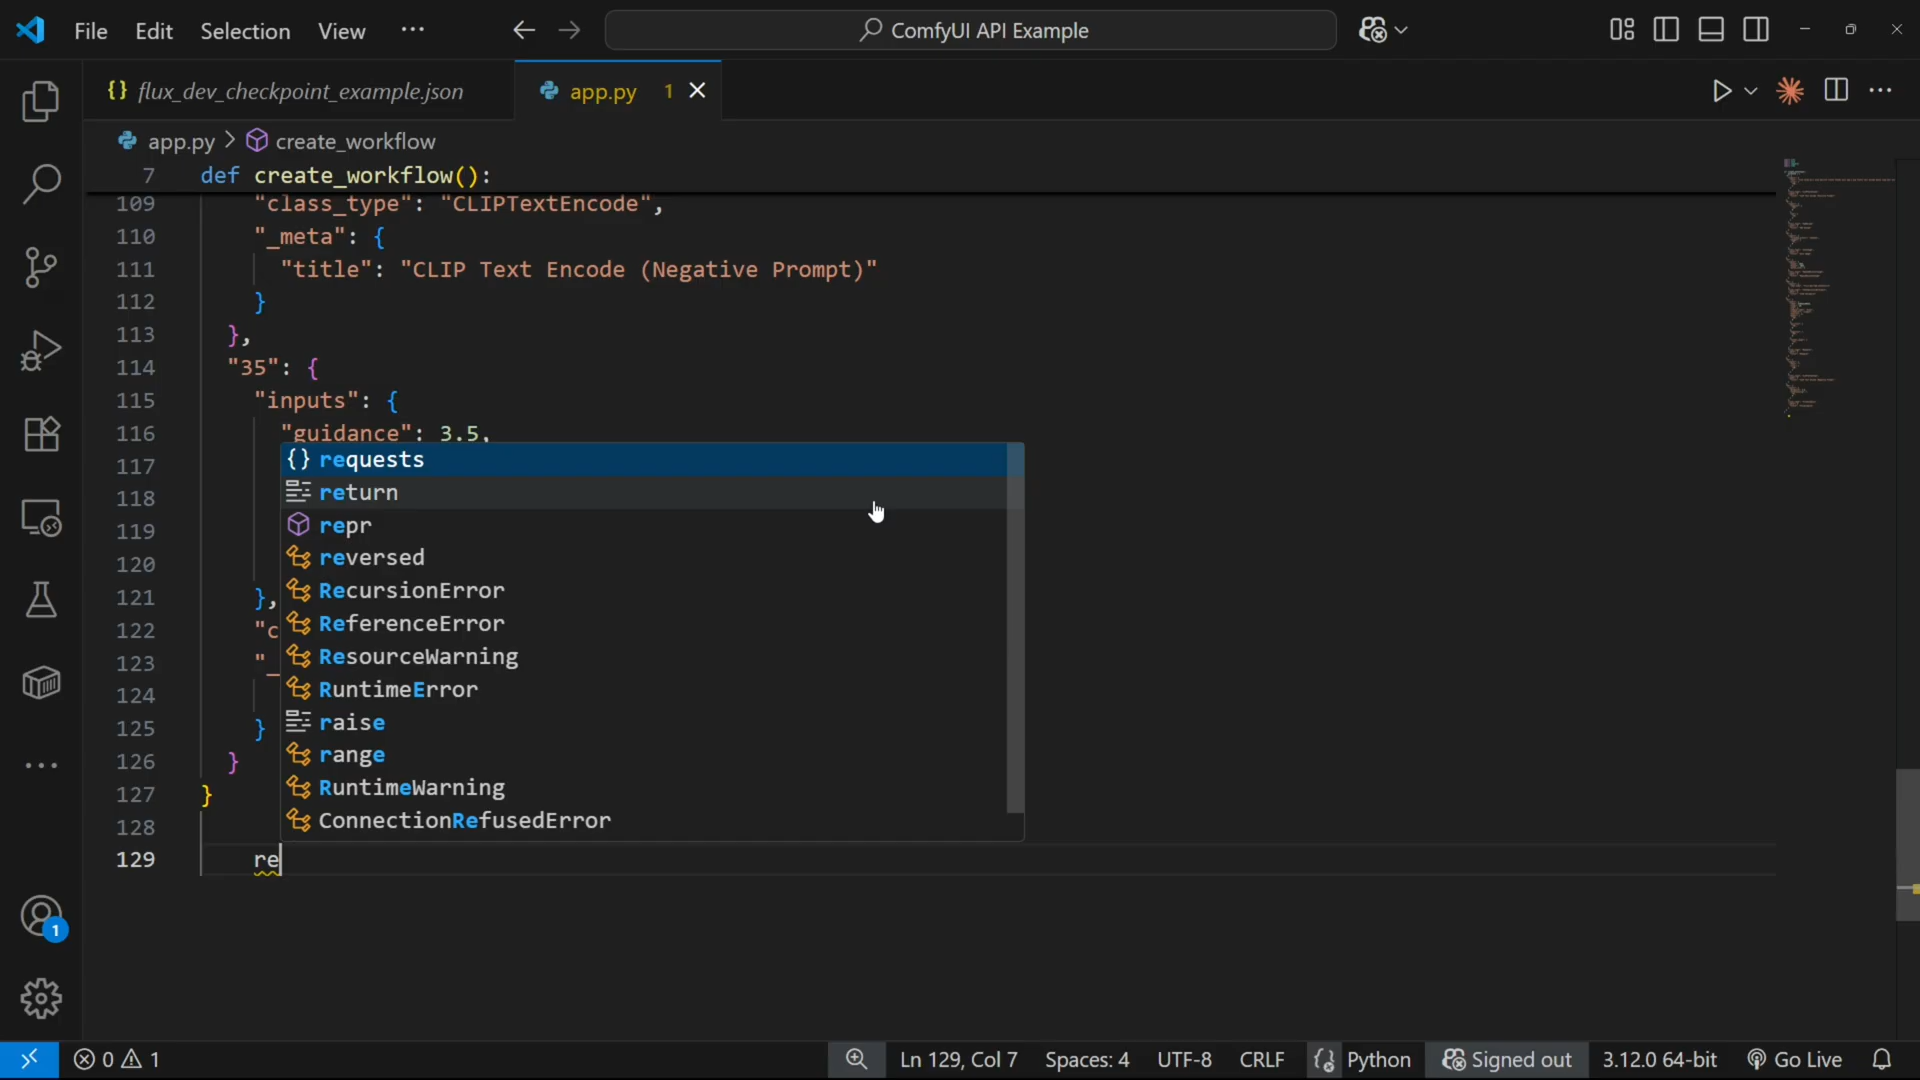 File Edit Selection View ··· ComfyUI API Example
{} flux_dev_checkpoint_example.json app.py 1
app.py > create_workflow
7 def create_workflow():
109 "class_type": "CLIPTextEncode",
110 "_meta": {
111 "title": "CLIP Text Encode (Negative Prompt)"
112 }
113 },
114 "35": {
115 "inputs": {
116 "guidance": 3.5,
117
118
119
120
121 },
122 "c
123 "_
124
125 }
126 }
127 }
128
129 re
{} requests
return
repr
reversed
RecursionError
ReferenceError
ResourceWarning
RuntimeError
raise
range
RuntimeWarning
ConnectionRefusedError
1
0 1 Ln 129, Col 7 Spaces: 4 UTF-8 CRLF Python Signed out 3.12.0 64-bit Go Live